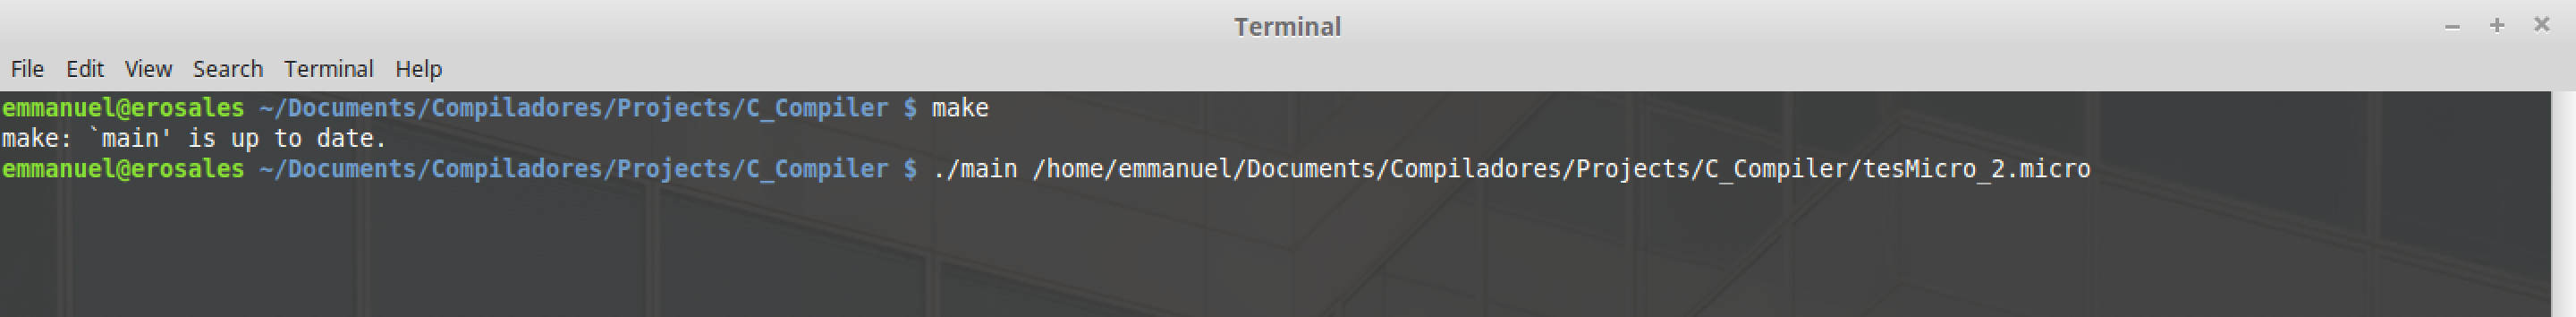 Terminal
File Edit View Search Terminal Help
emmanuel@erosales ~/Documents/Compiladores/Projects/C_Compiler $ make
make: `main' is up to date.
emmanuel@erosales ~/Documents/Compiladores/Projects/C_Compiler $ ./main /home/emmanuel/Documents/Compiladores/Projects/C_Compiler/tesMicro_2.micro